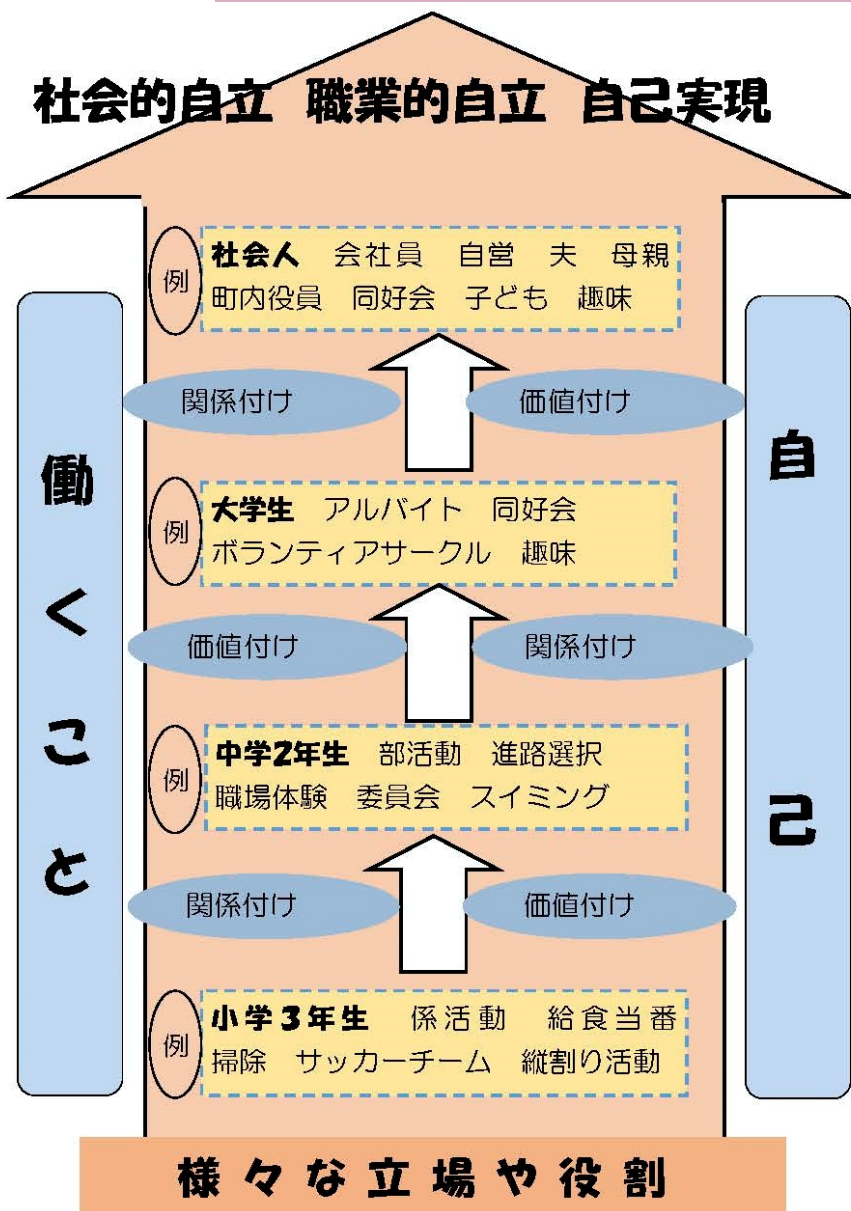 社会的自立 職業的自立 自己実現
例
社会人 会社員 自営 夫 母親
町内役員 同好会 子ども 趣味
関係付け 価値付け
例
大学生 アルバイト 同好会
ボランティアサークル 趣味
価値付け 関係付け
例
中学2年生 部活動 進路選択
職場体験 委員会 スイミング
関係付け 価値付け
例
小学3年生 係活動 給食当番
掃除 サッカーチーム 縦割り活動
働くこと
自己
様々な立場や役割